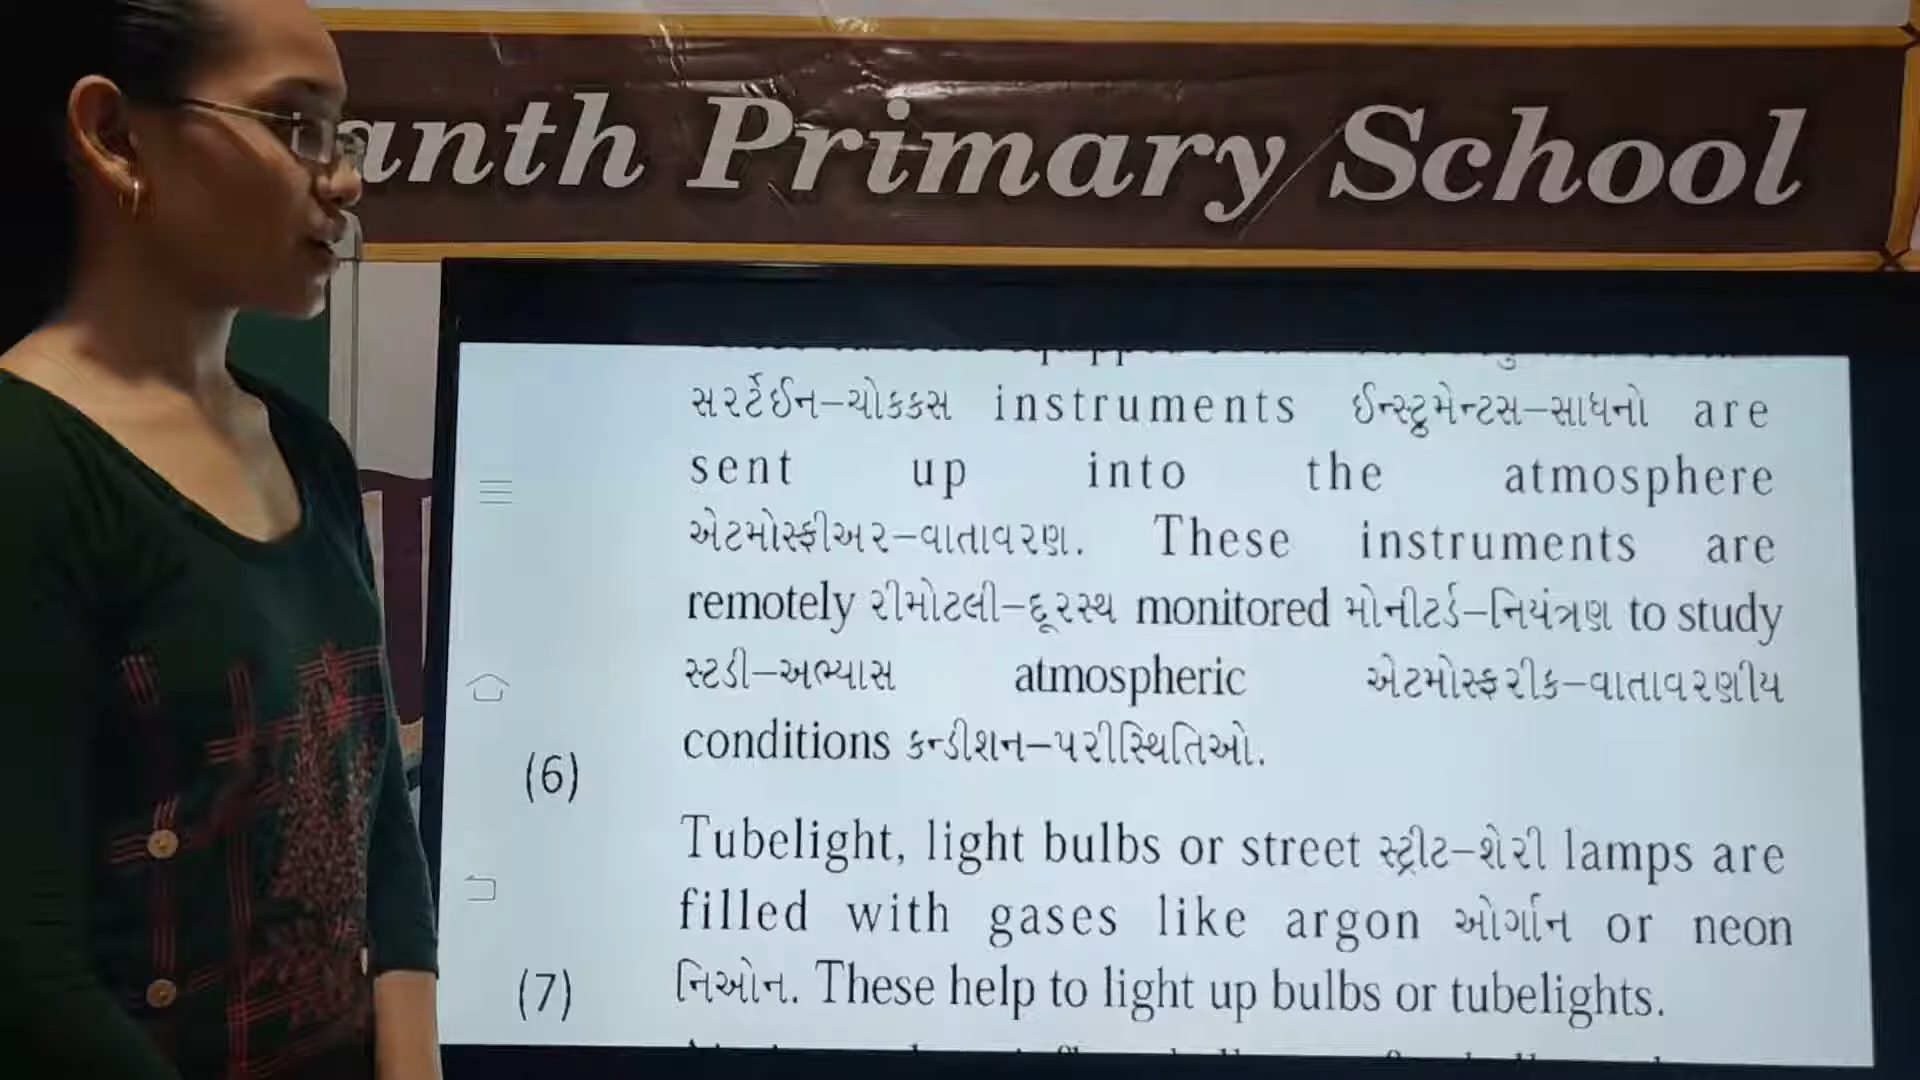 anth Primary School
સરર્ટેઈન–ચોકકસ instruments ઈન્સ્ટ્રુમેન્ટસ–સાધનો are
sent up into the atmosphere
એટમોસ્ફીઅર–વાતાવરણ. These instruments are
remotely રીમોટલી–દૂરસ્થ monitored મોનીટર્ડ–નિયંત્રણ to study
સ્ટડી–અભ્યાસ atmospheric એટમોસ્ફરીક–વાતાવરણીય
conditions કન્ડીશન–પરીસ્થિતિઓ.
(6)
Tubelight, light bulbs or street સ્ટ્રીટ–શેરી lamps are
filled with gases like argon ઓર્ગાન or neon
નિઓન. These help to light up bulbs or tubelights.
(7)